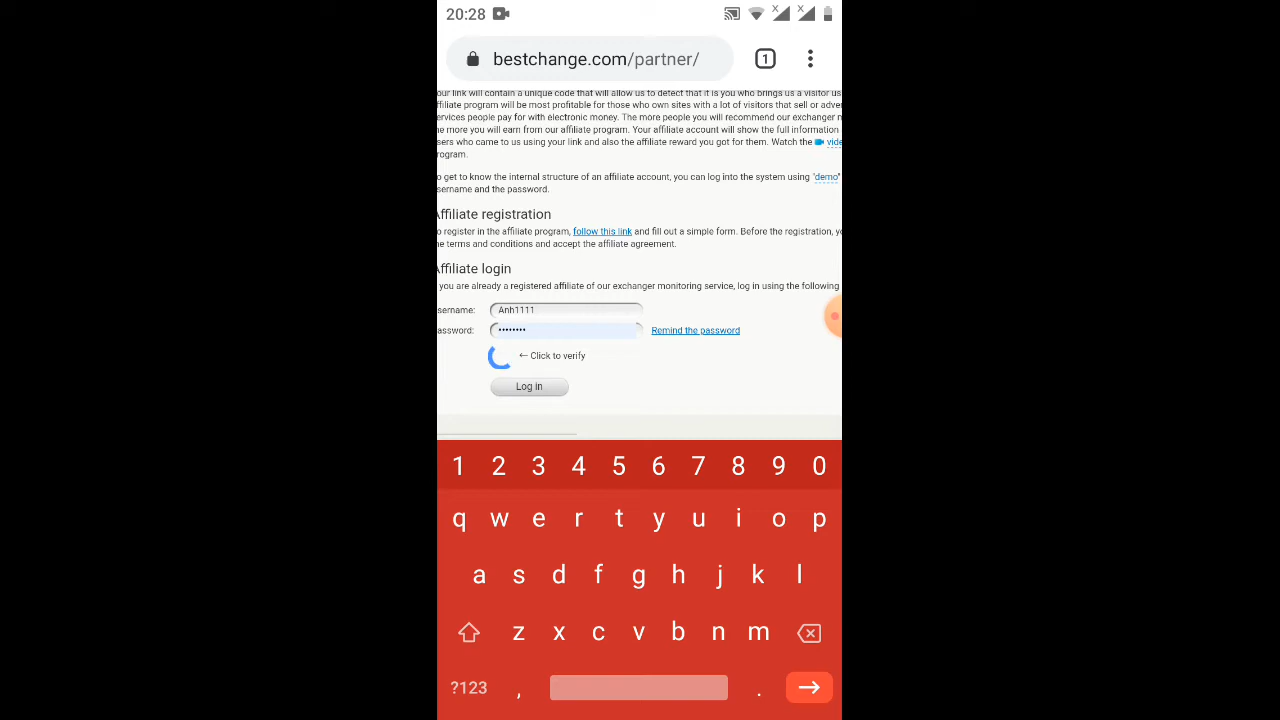 20:28
bestchange.com/partner/
1
our link will contain a unique code that will allow us to detect that it is you who brings us a visitor us
ffiliate program will be most profitable for those who own sites with a lot of visitors that sell or adver
ervices people pay for with electronic money. The more people you will recommend our exchanger m
he more you will earn from our affiliate program. Your affiliate account will show the full information
sers who came to us using your link and also the affiliate reward you got for them. Watch the vide
rogram.
o get to know the internal structure of an affiliate account, you can log into the system using "demo"
sername and the password.
Affiliate registration
o register in the affiliate program, follow this link and fill out a simple form. Before the registration, yo
he terms and conditions and accept the affiliate agreement.
Affiliate login
you are already a registered affiliate of our exchanger monitoring service, log in using the following
sername: Anh1111
assword: •••••••• Remind the password
← Click to verify
Log in
1 2 3 4 5 6 7 8 9 0
q w e r t y u i o p
a s d f g h j k l
z x c v b n m
?123 , .